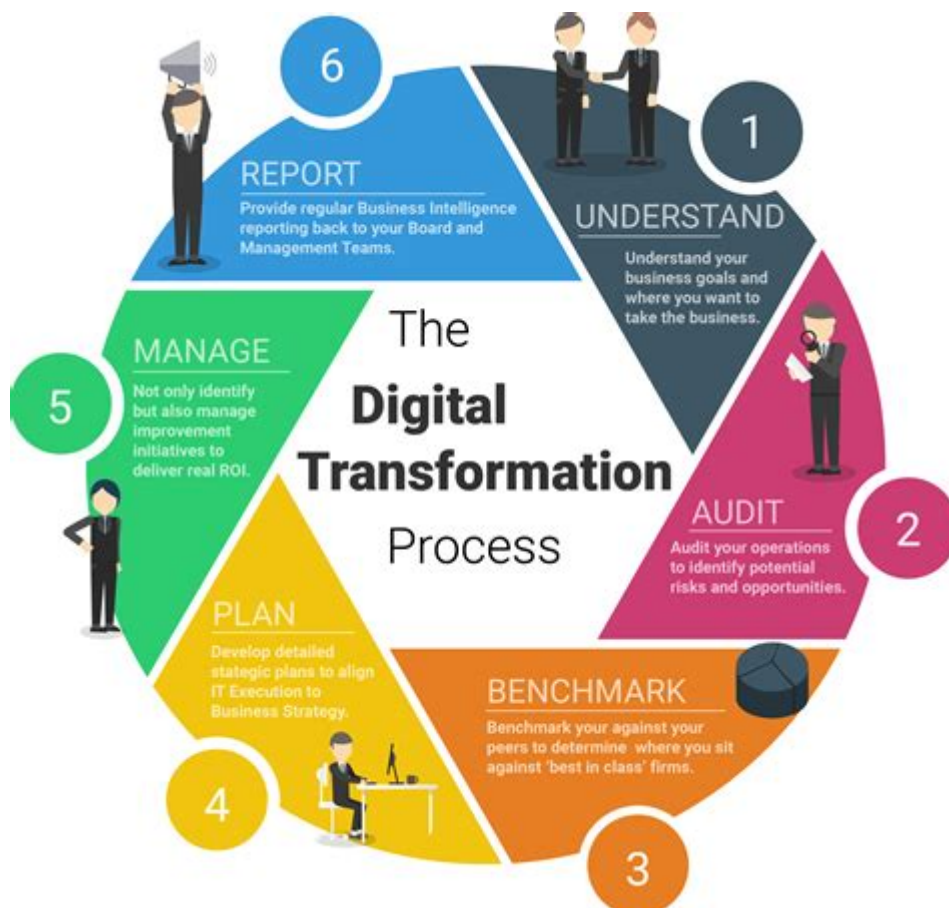 The
Digital
Transformation
Process
1
UNDERSTAND
Understand your
business goals and
where you want to
take the business.
2
AUDIT
Audit your operations
to identify potential
risks and opportunities.
3
BENCHMARK
Benchmark your against your
peers to determine where you sit
against 'best in class' firms.
4
PLAN
Develop detailed
stategic plans to align
IT Execution to
Business Strategy.
5
MANAGE
Not only identify
but also manage
improvement
initiatives to
deliver real ROI.
6
REPORT
Provide regular Business Intelligence
reporting back to your Board and
Management Teams.